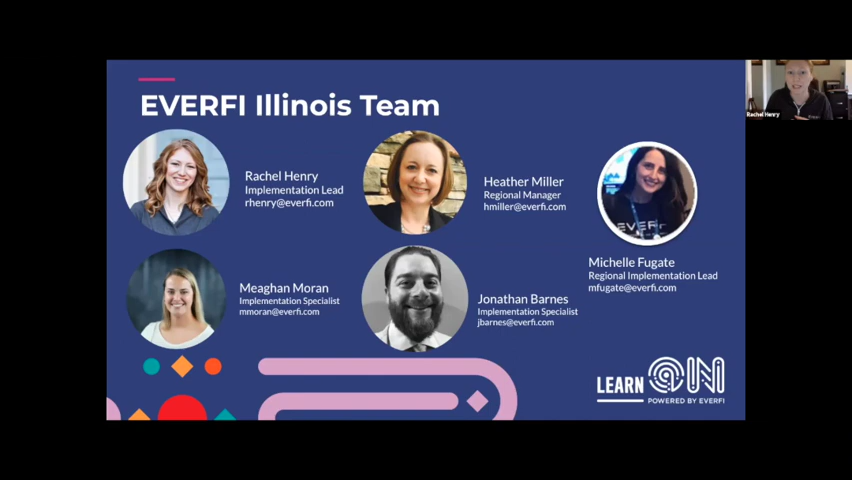 EVERFI Illinois Team
Rachel Henry
Rachel Henry
Implementation Lead
rhenry@everfi.com
Heather Miller
Regional Manager
hmiller@everfi.com
EVERFI
Michelle Fugate
Regional Implementation Lead
mfugate@everfi.com
Meaghan Moran
Implementation Specialist
mmoran@everfi.com
Jonathan Barnes
Implementation Specialist
jbarnes@everfi.com
LEARN ON
POWERED BY EVERFI